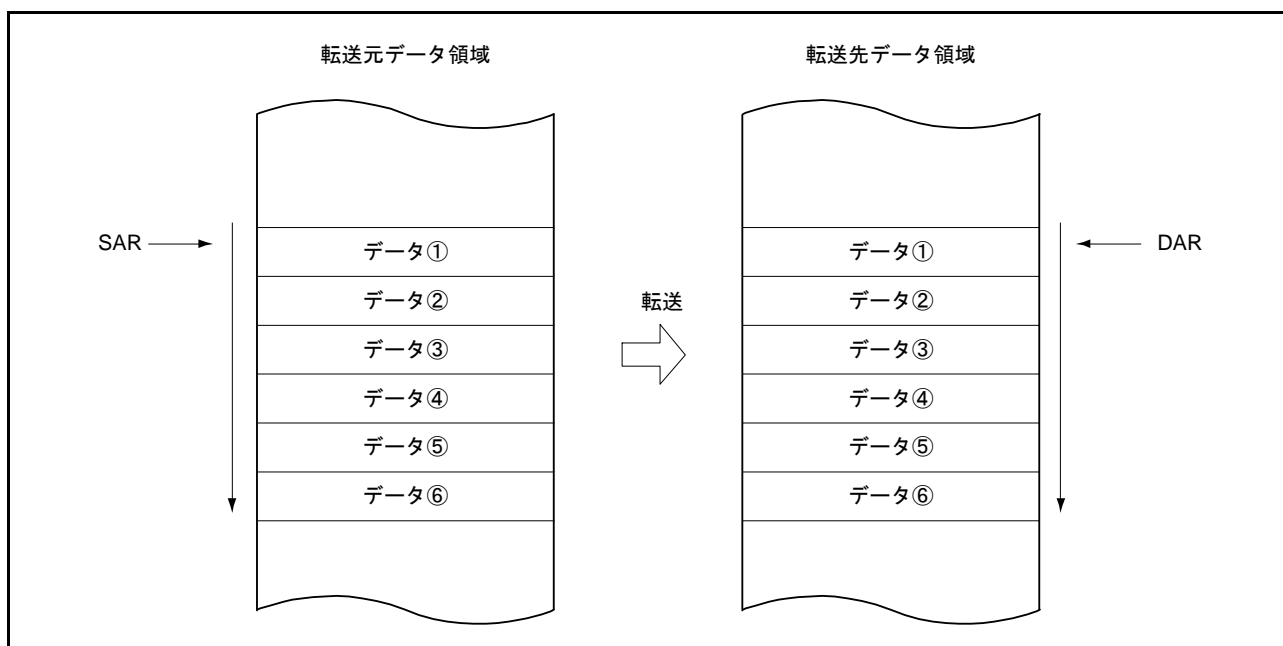 転送元データ領域
転送先データ領域
SAR
データ①
データ②
データ③
データ④
データ⑤
データ⑥
転送
データ①
データ②
データ③
データ④
データ⑤
データ⑥
DAR